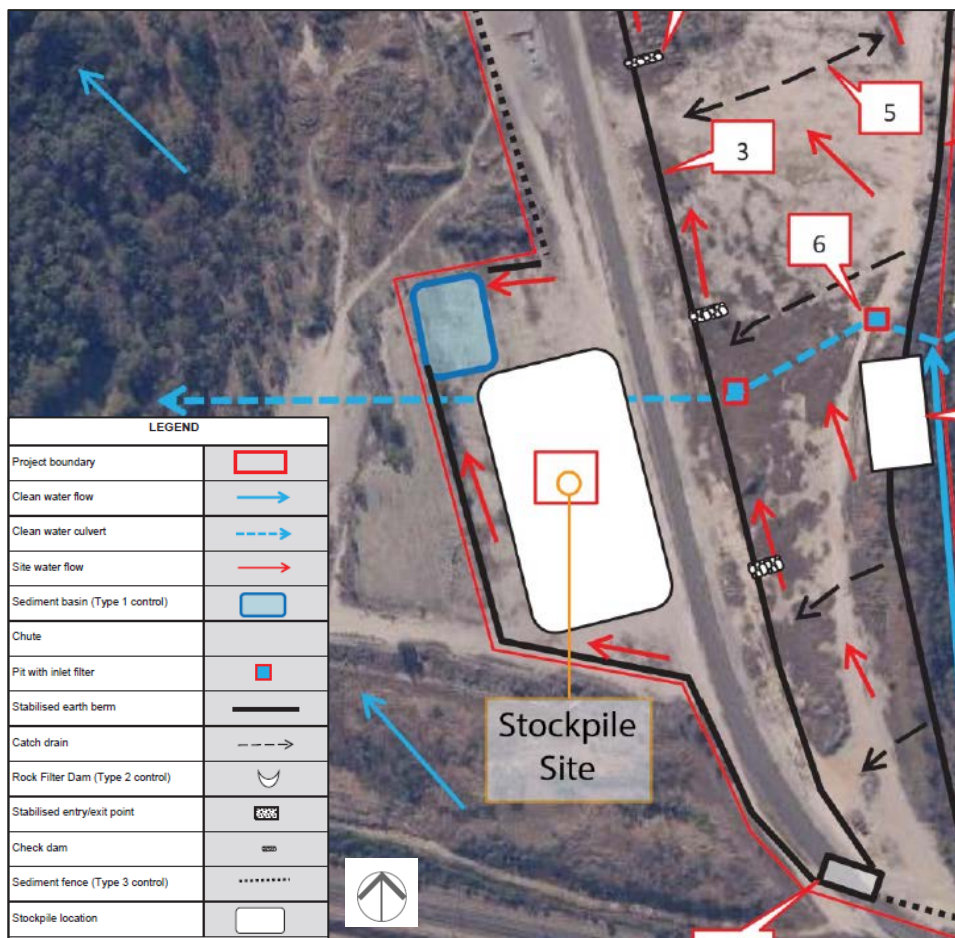 5
3
6
LEGEND
Project boundary
Clean water flow
Clean water culvert
Site water flow
Sediment basin (Type 1 control)
Chute
Pit with inlet filter
Stabilised earth berm
Catch drain
Rock Filter Dam (Type 2 control)
Stabilised entry/exit point
Check dam
Sediment fence (Type 3 control)
Stockpile location
Stockpile
Site